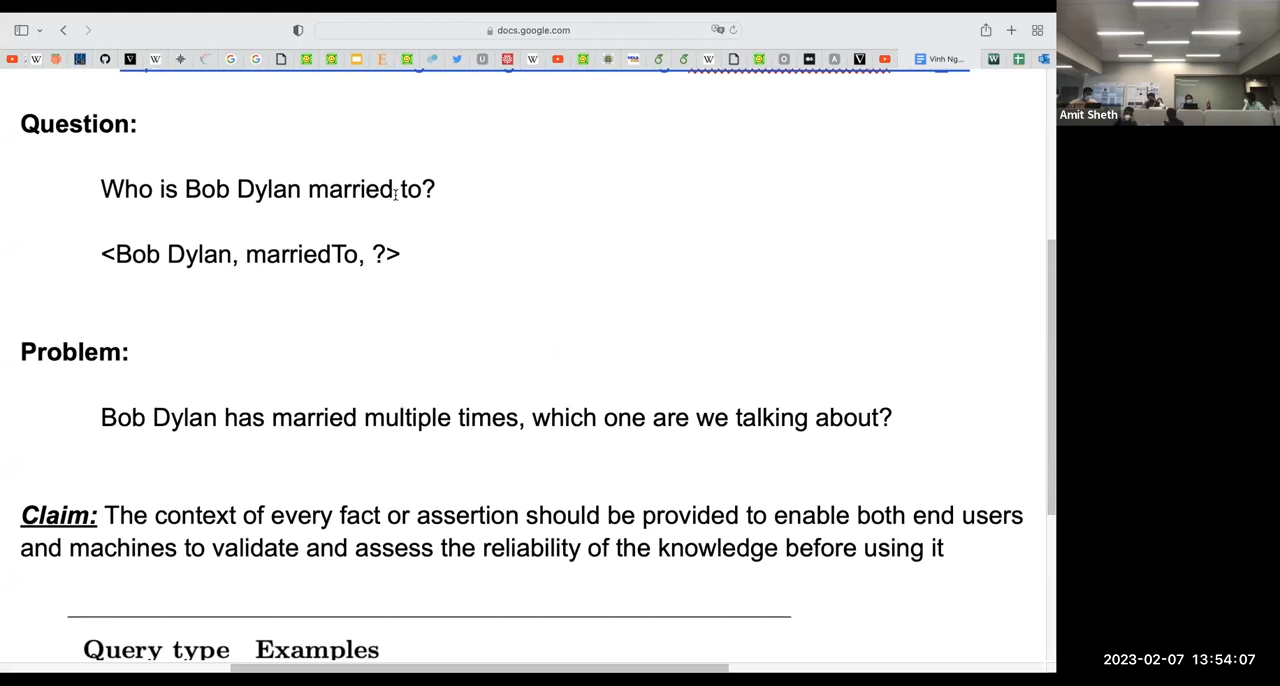 docs.google.com
Vinh Ng...
Question:
Who is Bob Dylan married to?
<Bob Dylan, marriedTo, ?>
Problem:
Bob Dylan has married multiple times, which one are we talking about?
Claim: The context of every fact or assertion should be provided to enable both end users
and machines to validate and assess the reliability of the knowledge before using it
Query type Examples
Amit Sheth
2023-02-07 13:54:07